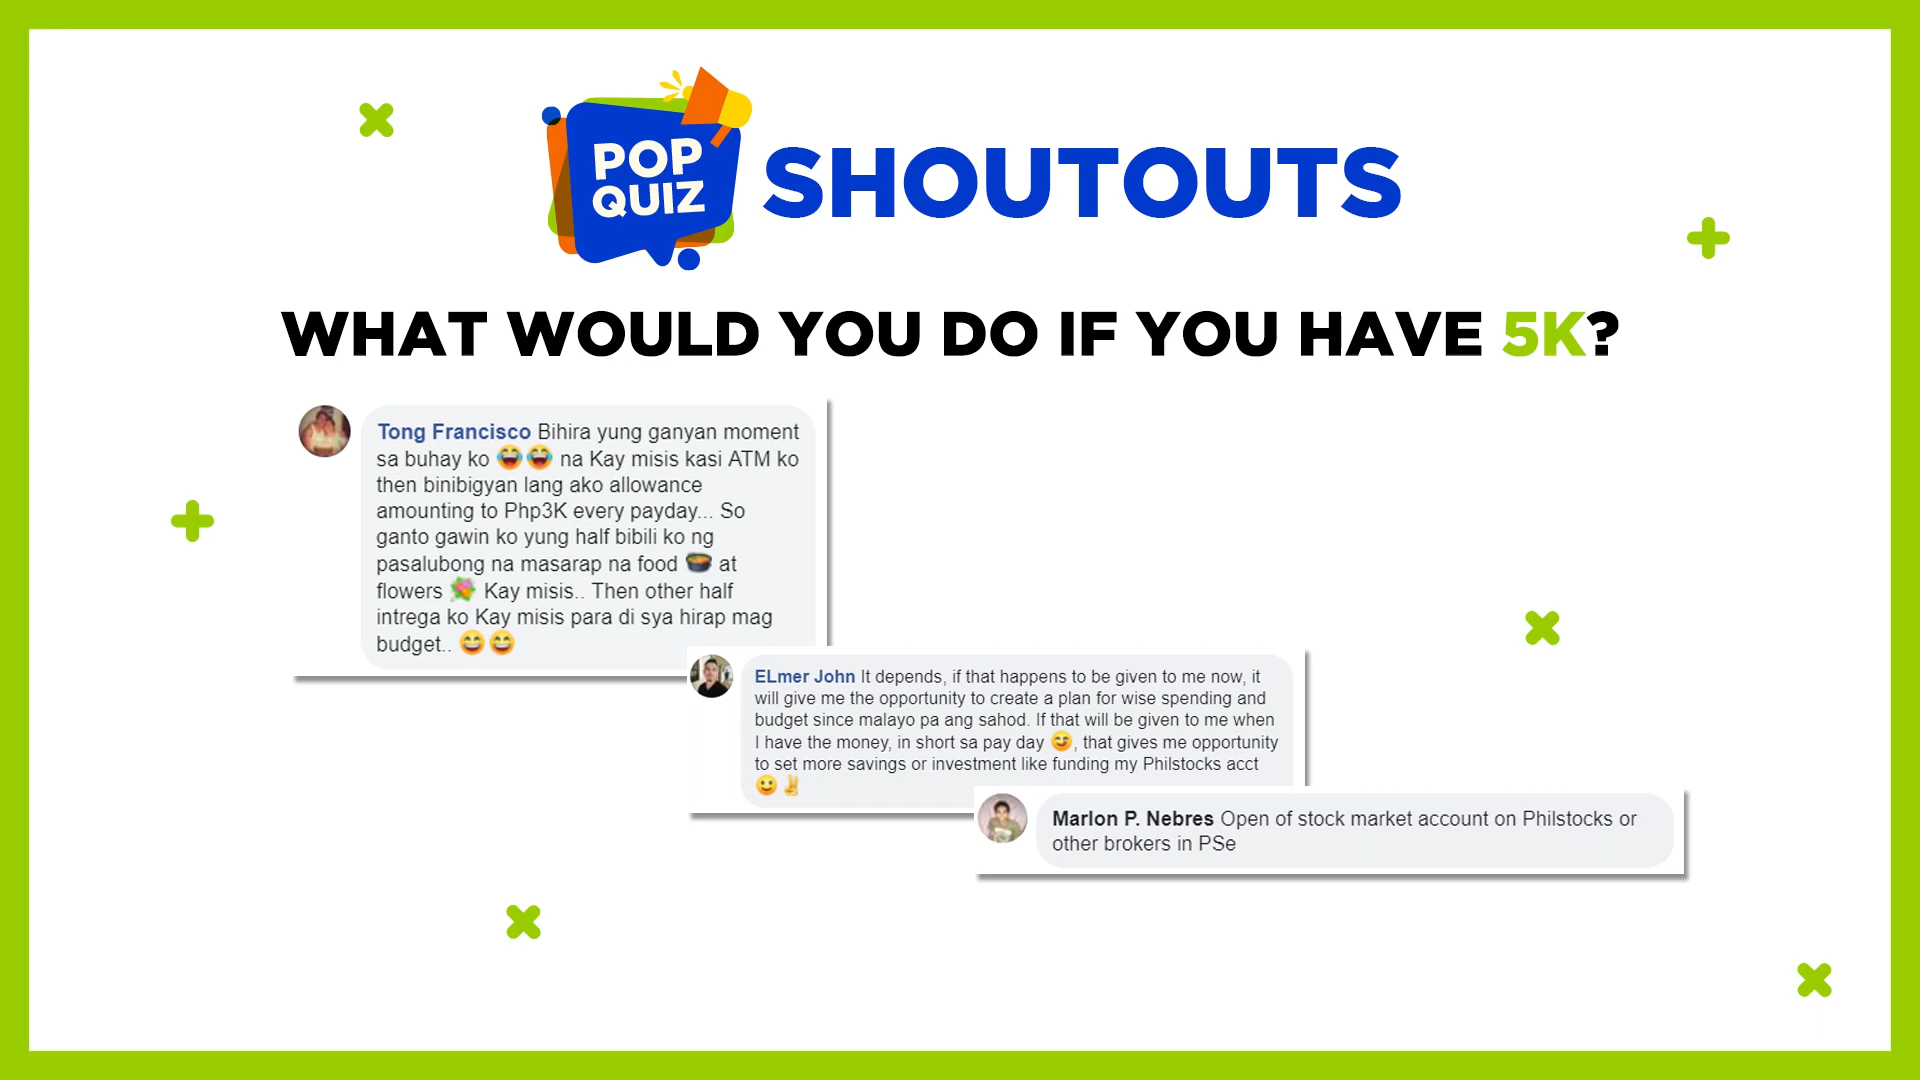 POP
QUIZ
SHOUTOUTS
WHAT WOULD YOU DO IF YOU HAVE 5K?
Tong Francisco Bihira yung ganyan moment
sa buhay ko 😂😂 na Kay misis kasi ATM ko
then binibigyan lang ako allowance
amounting to Php3K every payday... So
ganto gawin ko yung half bibili ko ng
pasalubong na masarap na food 🍲 at
flowers 💐 Kay misis.. Then other half
intrega ko Kay misis para di sya hirap mag
budget.. 😄😄
ELmer John It depends, if that happens to be given to me now, it
will give me the opportunity to create a plan for wise spending and
budget since malayo pa ang sahod. If that will be given to me when
I have the money, in short sa pay day 😊, that gives me opportunity
to set more savings or investment like funding my Philstocks acct
🙂✌
Marlon P. Nebres Open of stock market account on Philstocks or
other brokers in PSe